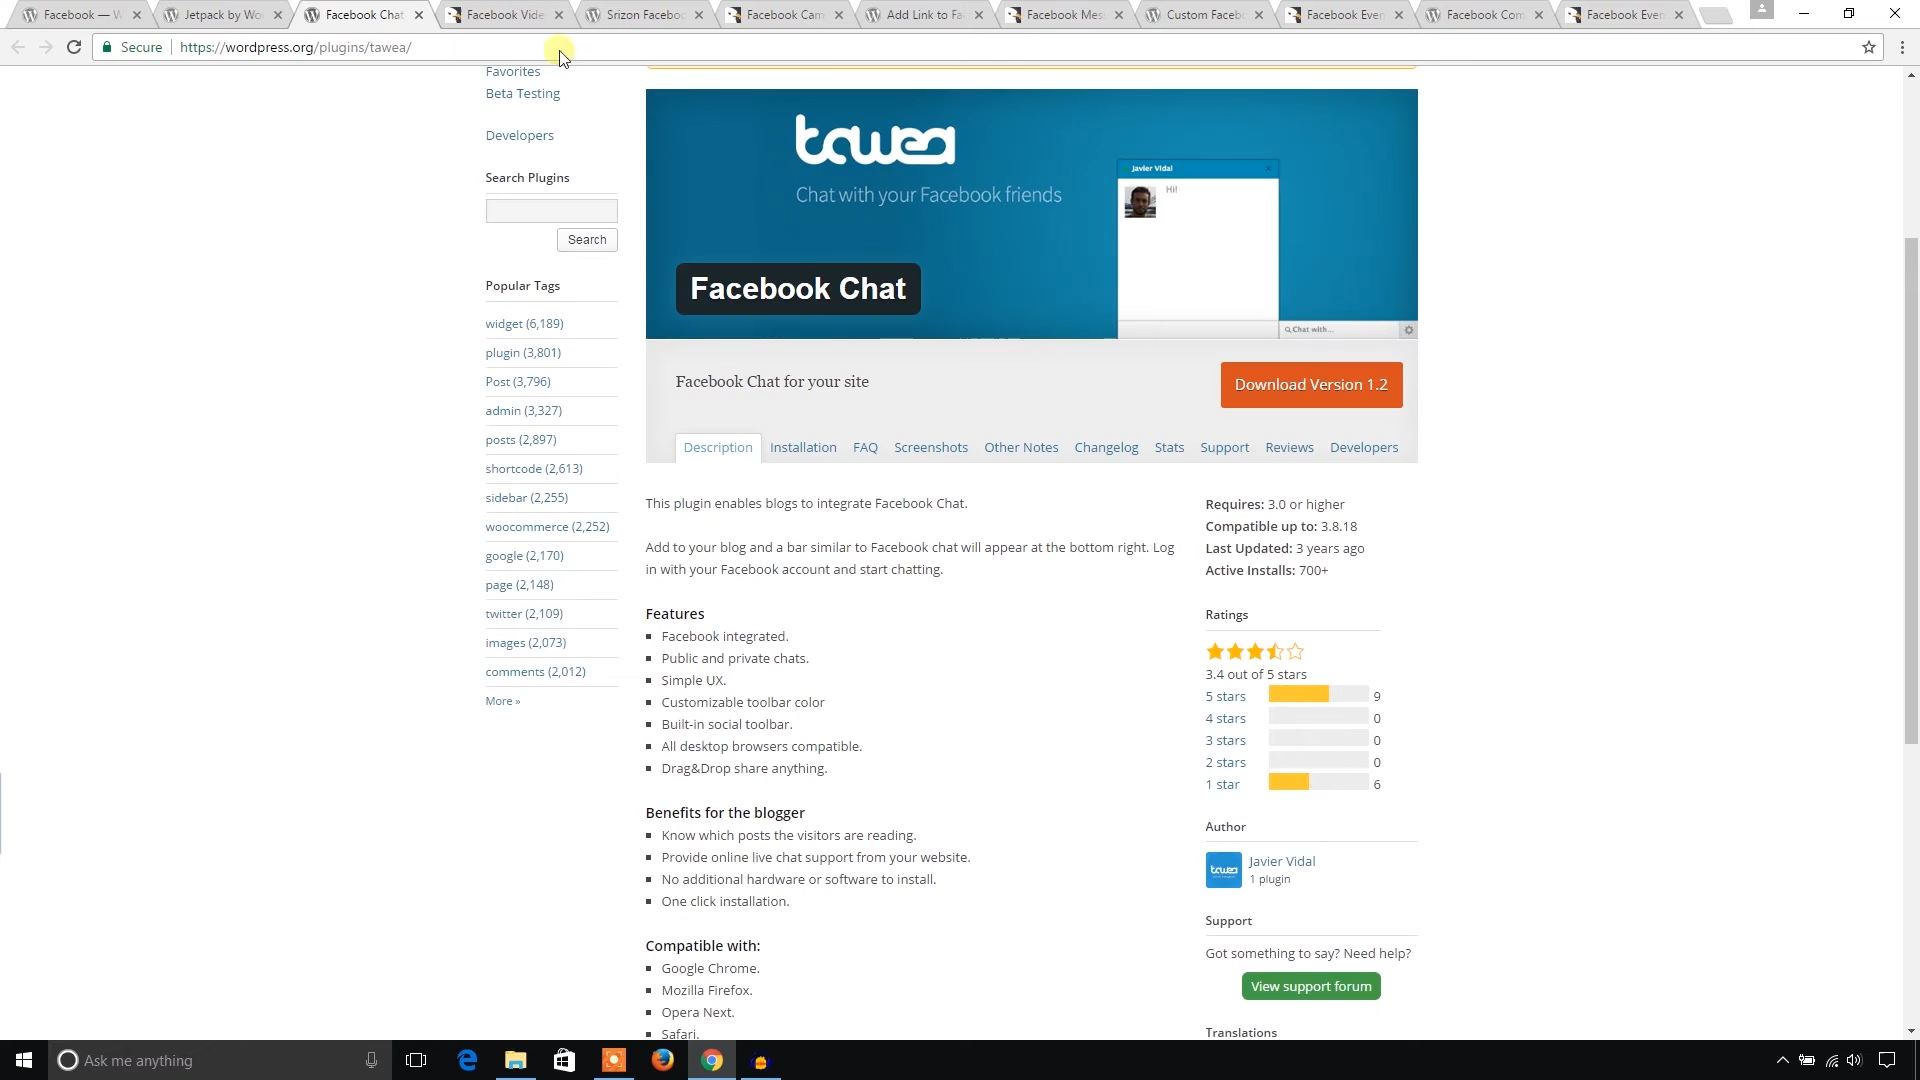 Facebook — W
Jetpack by Wo
Facebook Chat
Facebook Vide
Srizon Faceboo
Facebook Cam
Add Link to Fa
Facebook Mes
Custom Faceb
Facebook Even
Facebook Com
Facebook Even
Secure
https://wordpress.org/plugins/tawea/
Favorites
Beta Testing
Developers
Search Plugins
Search
Popular Tags
widget (6,189)
plugin (3,801)
Post (3,796)
admin (3,327)
posts (2,897)
shortcode (2,613)
sidebar (2,255)
woocommerce (2,252)
google (2,170)
page (2,148)
twitter (2,109)
images (2,073)
comments (2,012)
More »
tawea
Chat with your Facebook friends
Javier Vidal
Hi!
Chat with...
Facebook Chat
Facebook Chat for your site
Download Version 1.2
Description Installation FAQ Screenshots Other Notes Changelog Stats Support Reviews Developers
This plugin enables blogs to integrate Facebook Chat.
Add to your blog and a bar similar to Facebook chat will appear at the bottom right. Log
in with your Facebook account and start chatting.
Features
Facebook integrated.
Public and private chats.
Simple UX.
Customizable toolbar color
Built-in social toolbar.
All desktop browsers compatible.
Drag&Drop share anything.
Benefits for the blogger
Know which posts the visitors are reading.
Provide online live chat support from your website.
No additional hardware or software to install.
One click installation.
Compatible with:
Google Chrome.
Mozilla Firefox.
Opera Next.
Safari.
Requires: 3.0 or higher
Compatible up to: 3.8.18
Last Updated: 3 years ago
Active Installs: 700+
Ratings
3.4 out of 5 stars
5 stars 9
4 stars 0
3 stars 0
2 stars 0
1 star 6
Author
tawea
Javier Vidal
1 plugin
Support
Got something to say? Need help?
View support forum
Translations
Ask me anything